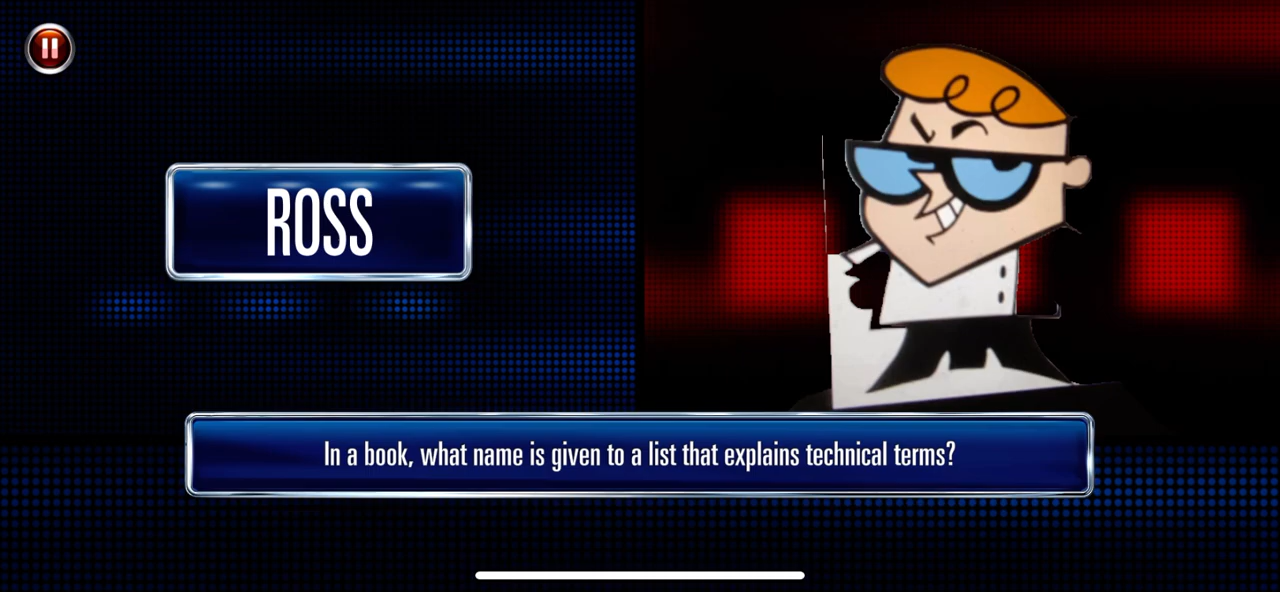 ROSS
In a book, what name is given to a list that explains technical terms?